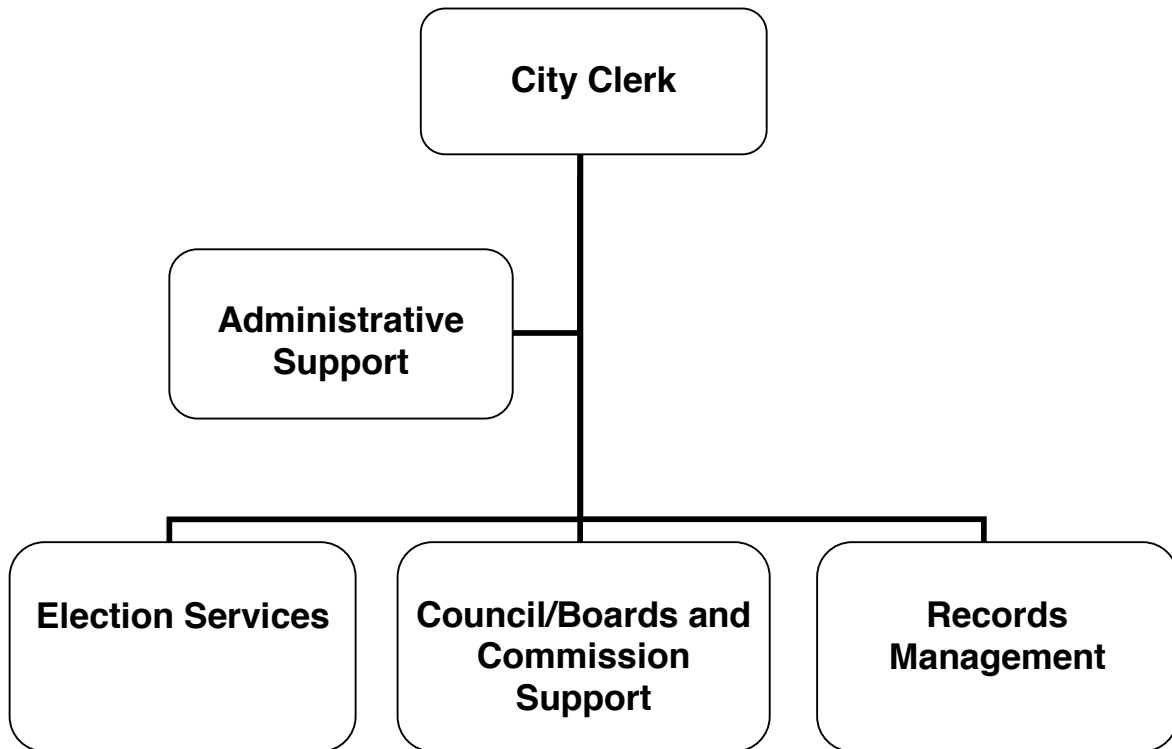 City Clerk
Administrative
Support
Election Services
Council/Boards and
Commission
Support
Records
Management